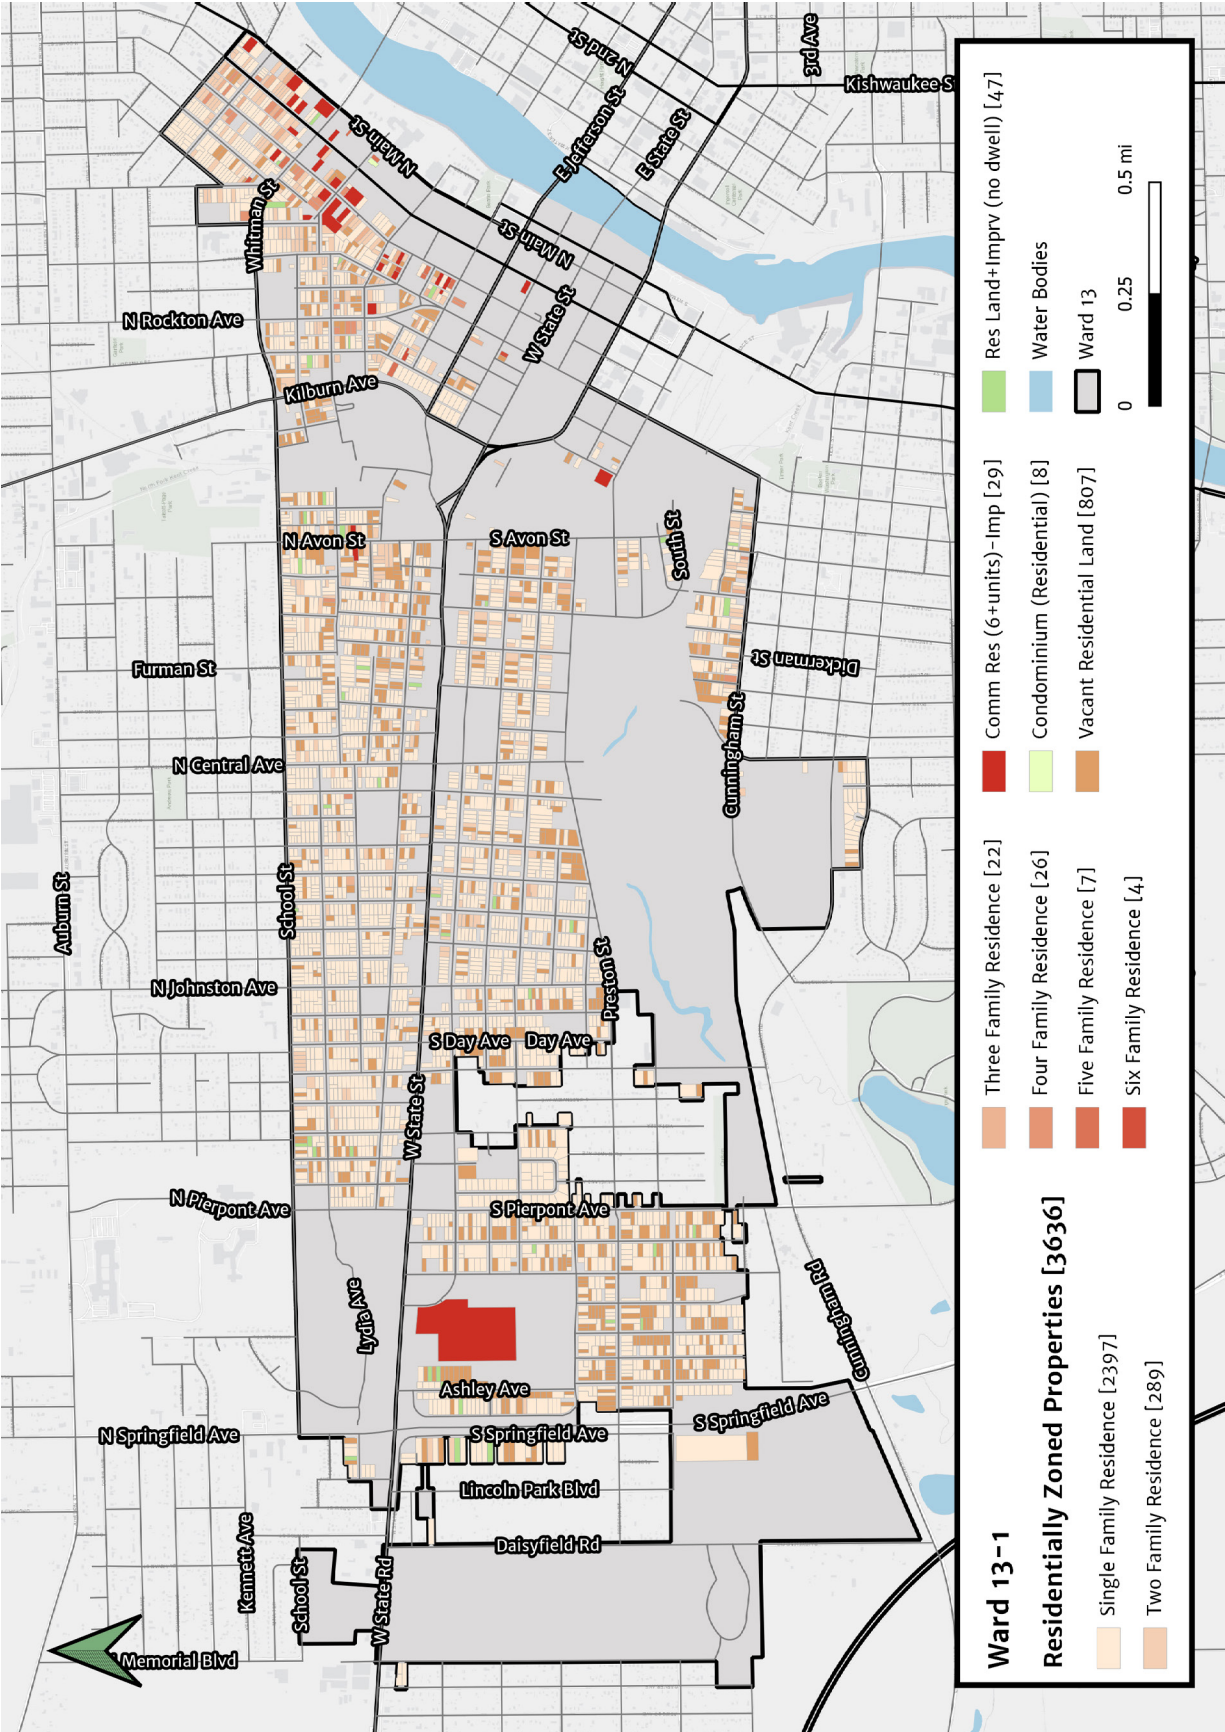 N 2nd St
3rd Ave
Kishwaukee S
E Jefferson St
E State St
N Main St
N Main St
Whitman St
N Rockton Ave
W State St
Kilburn Ave
N Avon St
S Avon St
South St
Furman St
Dickerman St
N Central Ave
Cunningham St
Auburn St
School St
N Johnston Ave
Preston St
S Day Ave
Day Ave
W State St
N Pierpont Ave
S Pierpont Ave
Lydia Ave
Cunningham Rd
Ashley Ave
N Springfield Ave
S Springfield Ave
S Springfield Ave
Lincoln Park Blvd
Daisyfield Rd
Kennett Ave
School St
W State Rd
Memorial Blvd
Ward 13-1
Residentially Zoned Properties [3636]
Single Family Residence [2397]
Two Family Residence [289]
Three Family Residence [22]
Four Family Residence [26]
Five Family Residence [7]
Six Family Residence [4]
Comm Res (6+units)-Imp [29]
Condominium (Residential) [8]
Vacant Residential Land [807]
Res Land+Imprv (no dwell) [47]
Water Bodies
Ward 13
0 0.25 0.5 mi